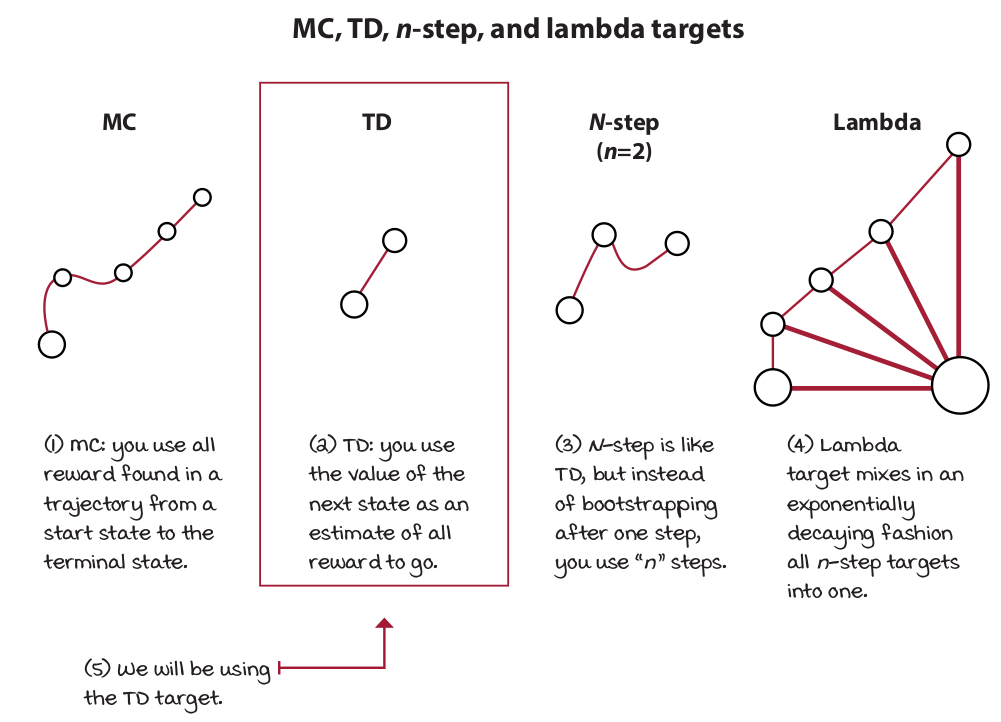 MC, TD, n-step, and lambda targets
MC
TD
N-step
(n=2)
Lambda
(1) MC: you use all
reward found in a
trajectory from a
start state to the
terminal state.
(2) TD: you use
the value of the
next state as an
estimate of all
reward to go.
(3) N-step is like
TD, but instead
of bootstrapping
after one step,
you use “n” steps.
(4) Lambda
target mixes in an
exponentially
decaying fashion
all n-step targets
into one.
(5) We will be using
the TD target.